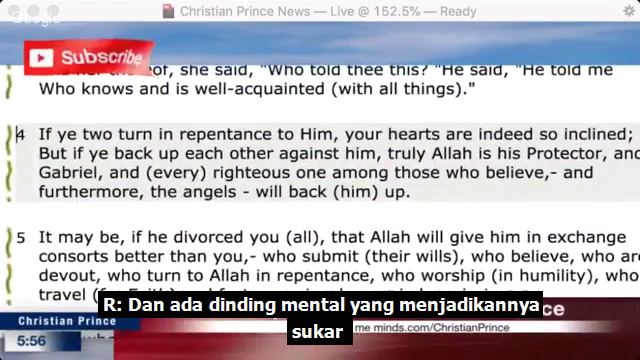 Christian Prince News — Live @ 152.5% — Ready
Google
Subscribe
she said, "Who told thee this? "He said, "He told me
Who knows and is well-acquainted (with all things)."
4 If ye two turn in repentance to Him, your hearts are indeed so inclined;
But if ye back up each other against him, truly Allah is his Protector, and
Gabriel, and (every) righteous one among those who believe,- and
furthermore, the angels - will back (him) up.
5 It may be, if he divorced you (all), that Allah will give him in exchange
consorts better than you,- who submit (their wills), who believe, who are
devout, who turn to Allah in repentance, who worship (in humility), who
travel
R: Dan ada dinding mental yang menjadikannya
sukar
Christian Prince
5:56
me minds.com/ChristianPrince